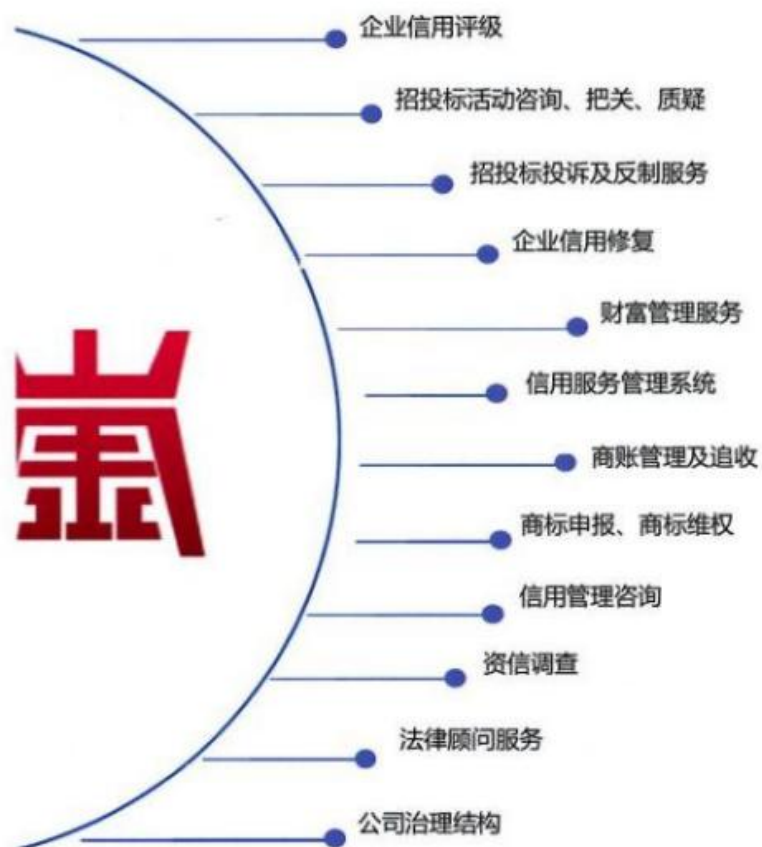 企业信用评级
招投标活动咨询、把关、质疑
招投标投诉及反制服务
企业信用修复
财富管理服务
信用服务管理系统
商账管理及追收
商标申报、商标维权
信用管理咨询
资信调查
法律顾问服务
公司治理结构